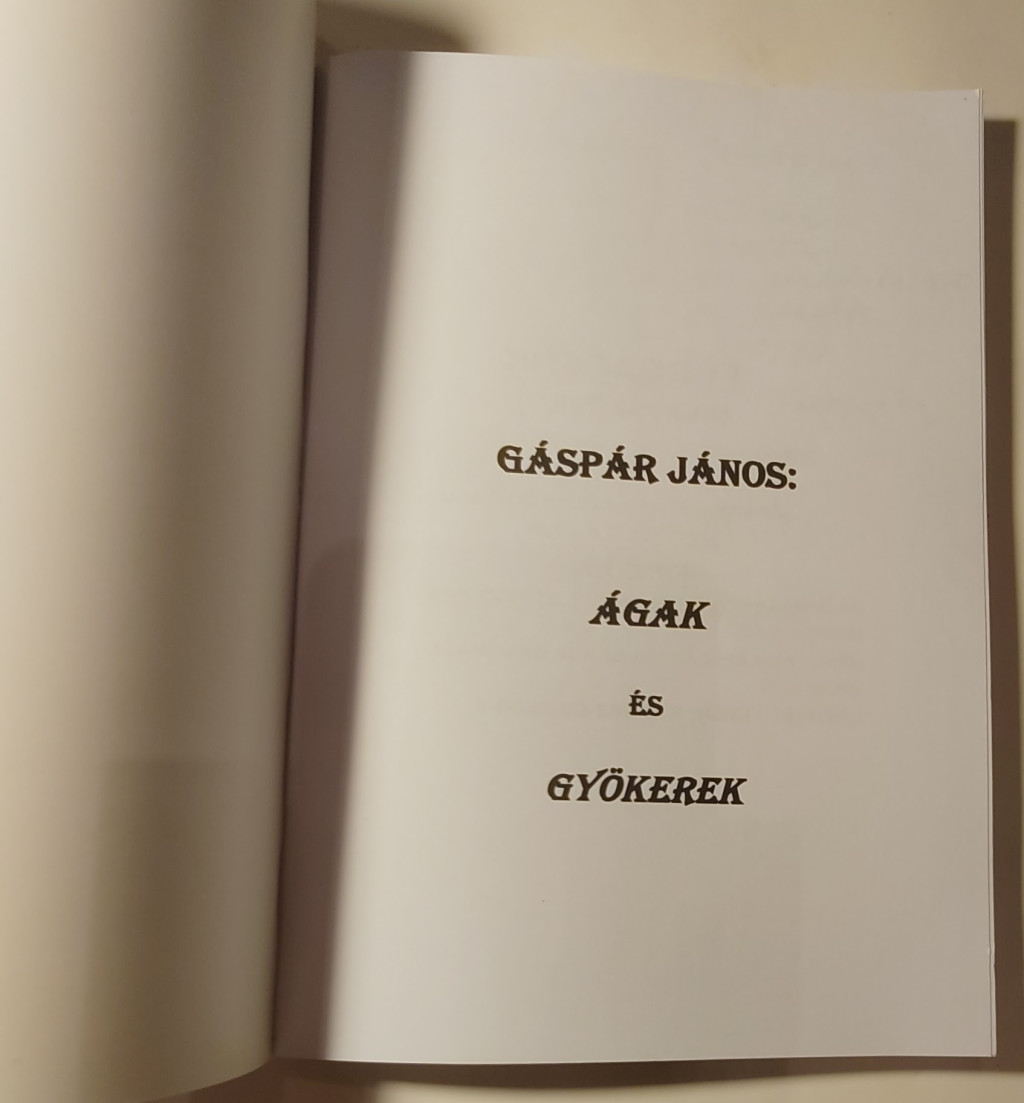 GÁSPÁR JÁNOS:
ÁGAK
ÉS
GYÖKEREK